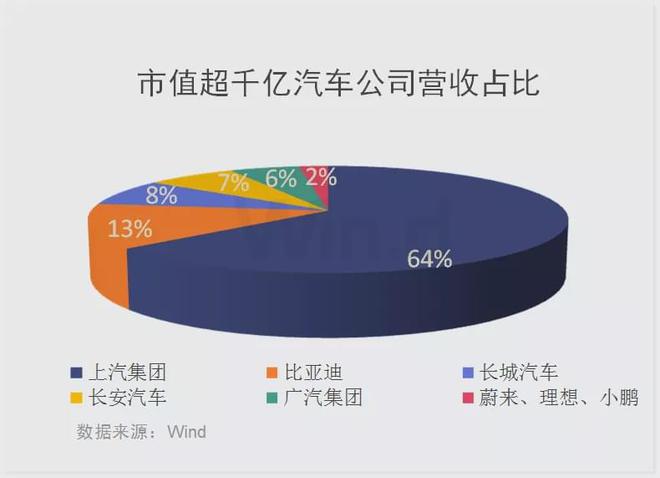 市值超千亿汽车公司营收占比
7% 6% 2%
8%
13%
Win.d
64%
上汽集团 比亚迪 长城汽车
长安汽车 广汽集团 蔚来、理想、小鹏
数据来源：Wind